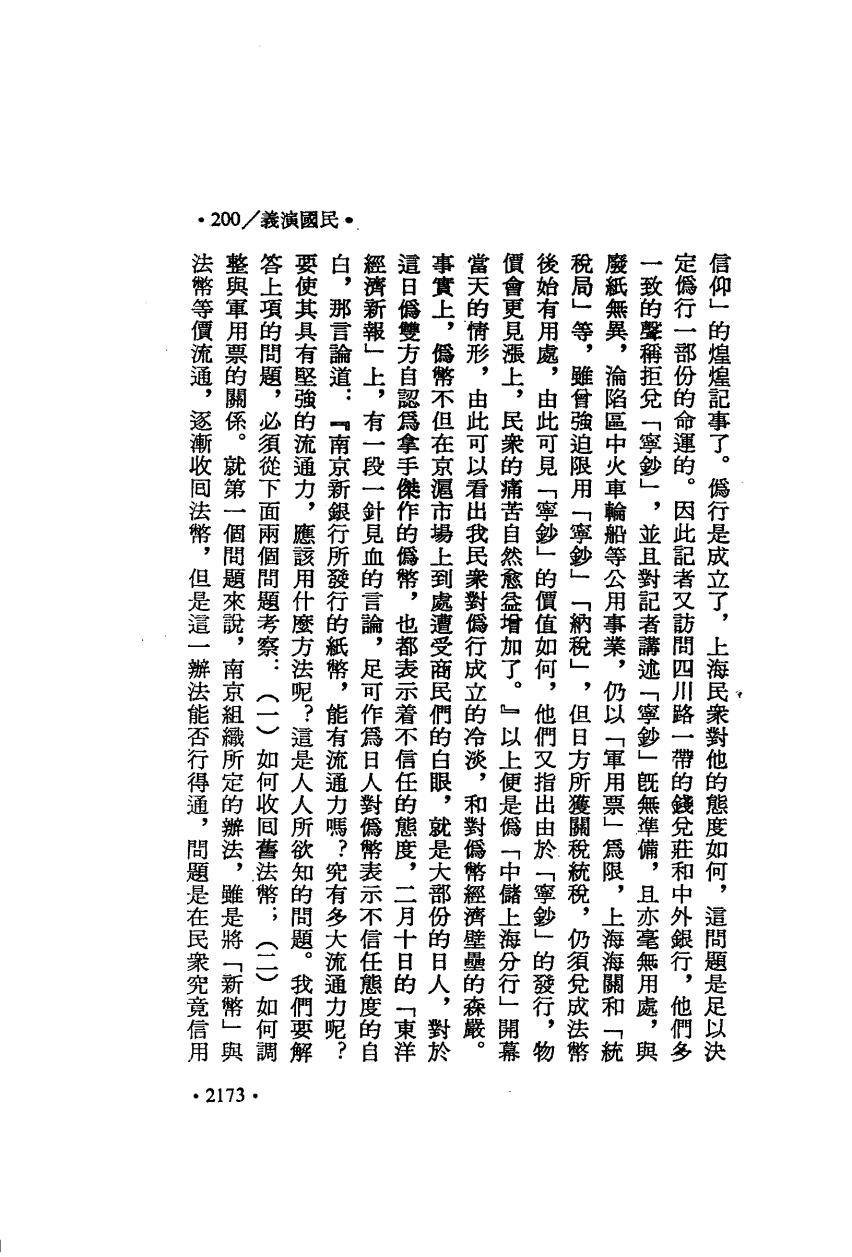 •200/義演國民•
信仰」的煌煌記事了。僞行是成立了，上海民衆對他的態度如何，這問題是足以決
定僞行一部份的命運的。因此記者又訪問四川路一帶的錢兌莊和中外銀行，他們多
一致的聲稱拒兌「寧鈔」，並且對記者講述「寧鈔」既無準備，且亦毫無用處，與
廢紙無異，淪陷區中火車輪船等公用事業，仍以「軍用票」爲限，上海海關和「統
稅局」等，雖曾強迫限用「寧鈔」「納稅」，但日方所獲關稅統稅，仍須兌成法幣
後始有用處，由此可見「寧鈔」的價值如何，他們又指出由於「寧鈔」的發行，物
價會更見漲上，民衆的痛苦自然愈益增加了。』以上便是僞「中儲上海分行」開幕
當天的情形，由此可以看出我民衆對僞行成立的冷淡，和對僞幣經濟壁壘的森嚴。
事實上，僞幣不但在京滬市場上到處遭受商民們的白眼，就是大部份的日人，對於
這日僞雙方自認爲拿手傑作的僞幣，也都表示着不信任的態度，二月十日的「東洋
經濟新報」上，有一段一針見血的言論，足可作爲日人對僞幣表示不信任態度的自
白，那言論道：『南京新銀行所發行的紙幣，能有流通力嗎？究有多大流通力呢？
要使其具有堅強的流通力，應該用什麼方法呢？這是人人所欲知的問題。我們要解
答上項的問題，必須從下面兩個問題考察：（一）如何收回舊法幣；（二）如何調
整與軍用票的關係。就第一個問題來說，南京組織所定的辦法，雖是將「新幣」與
法幣等價流通，逐漸收回法幣，但是這一辦法能否行得通，問題是在民衆究竟信用
•2173•